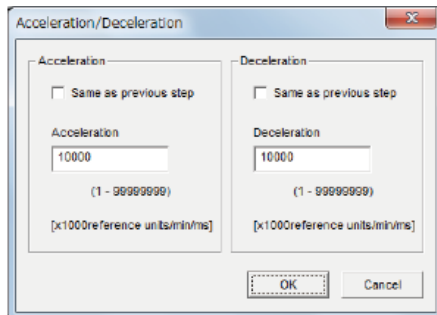 Acceleration/Deceleration
Acceleration
Same as previous step
Acceleration
10000
(1 - 99999999)
[x1000reference units/min/ms]
Deceleration
Same as previous step
Deceleration
10000
(1 - 99999999)
[x1000reference units/min/ms]
OK
Cancel